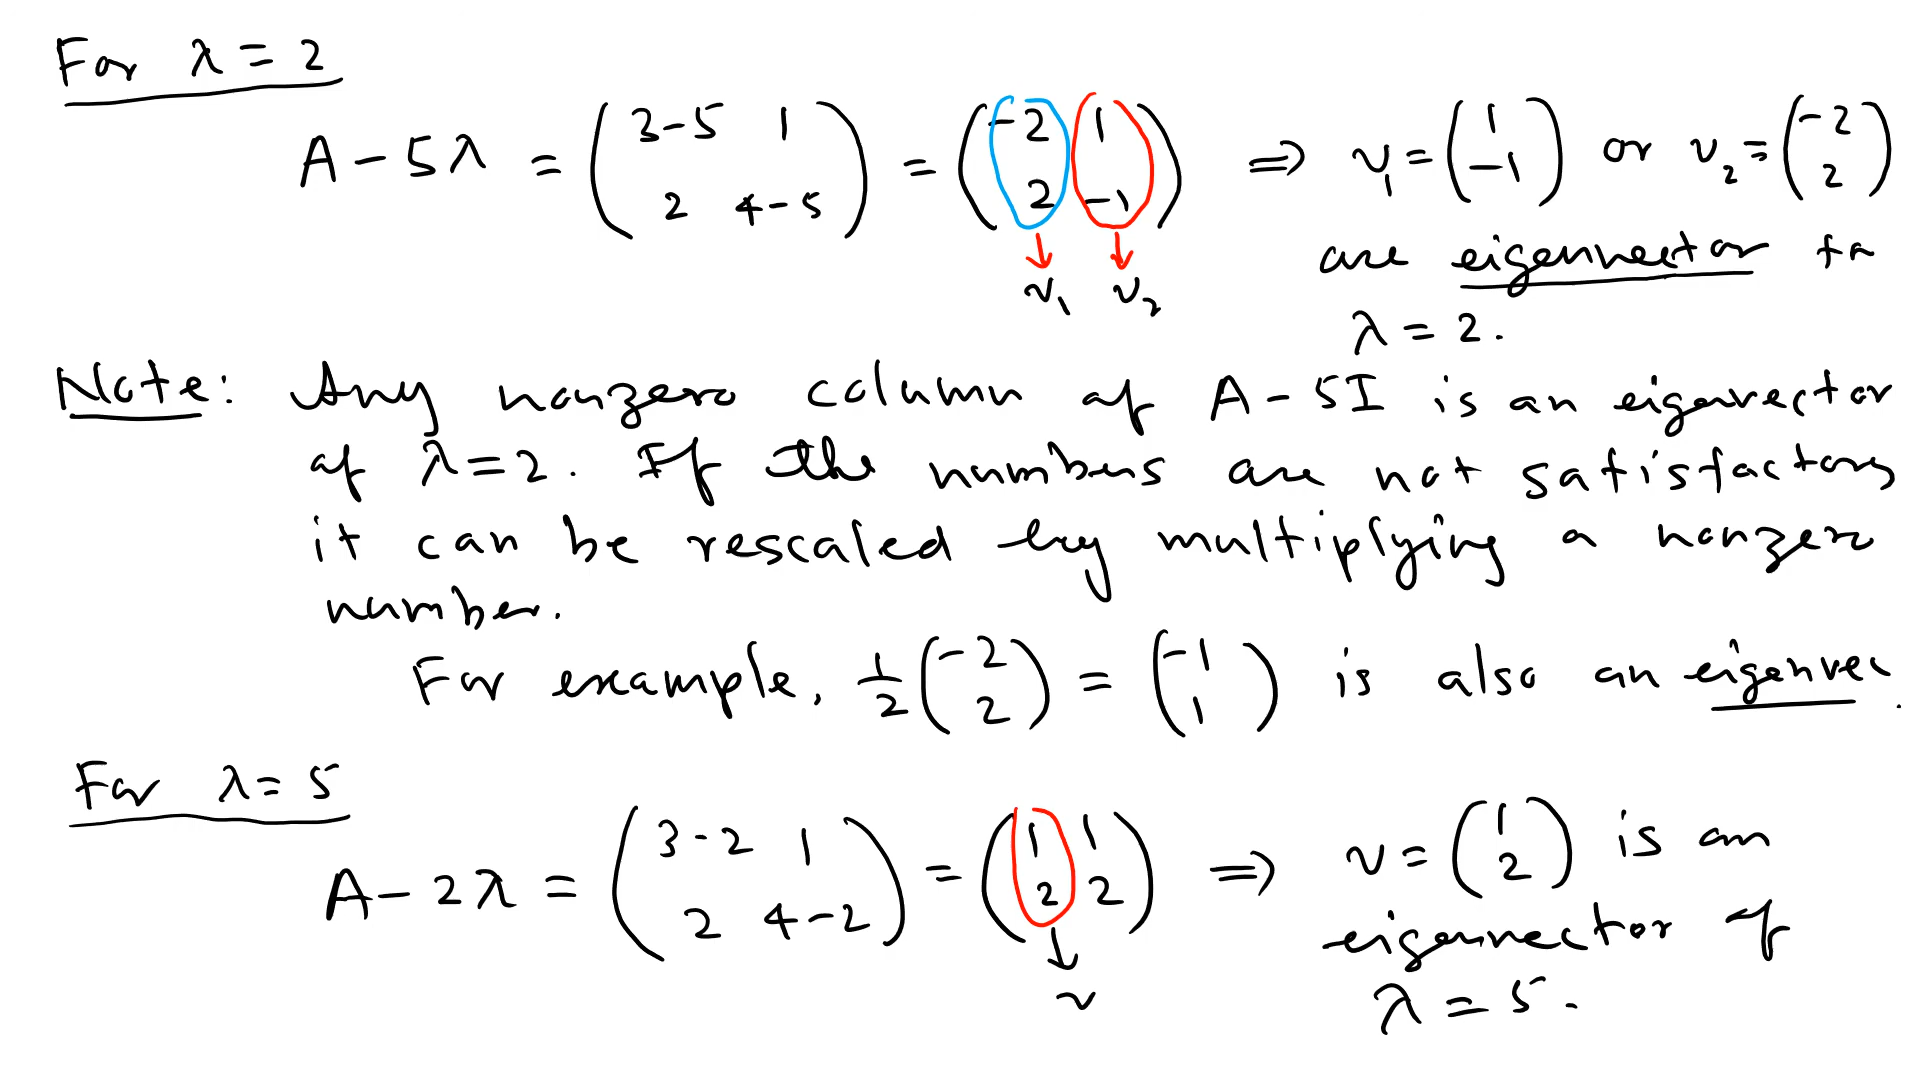 For λ = 2
A - 5λ = (3-5 1 2 4-5) = (-2 1 2 -1) ⇒ v₁ = (1 -1) or v₂ = (-2 2)
v₁ v₂
are eigenvector for
λ = 2.
Note: Any nonzero column of A - 5I is an eigenvector
of λ = 2. If the numbers are not satisfactory
it can be rescaled by multiplying a nonzero
number.
For example, 1/2 (-2 2) = (-1 1) is also an eigenvec.
For λ = 5
A - 2λ = (3-2 1 2 4-2) = (1 1 2 2) ⇒ v = (1 2) is an
v
eigenvector of
λ = 5.